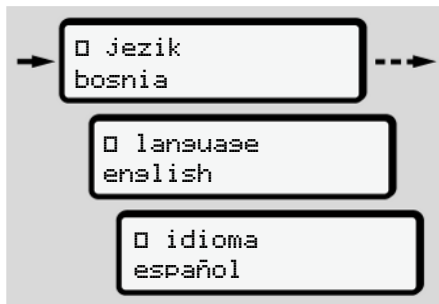 □ jezik
bosnia
□ language
english
□ idioma
español